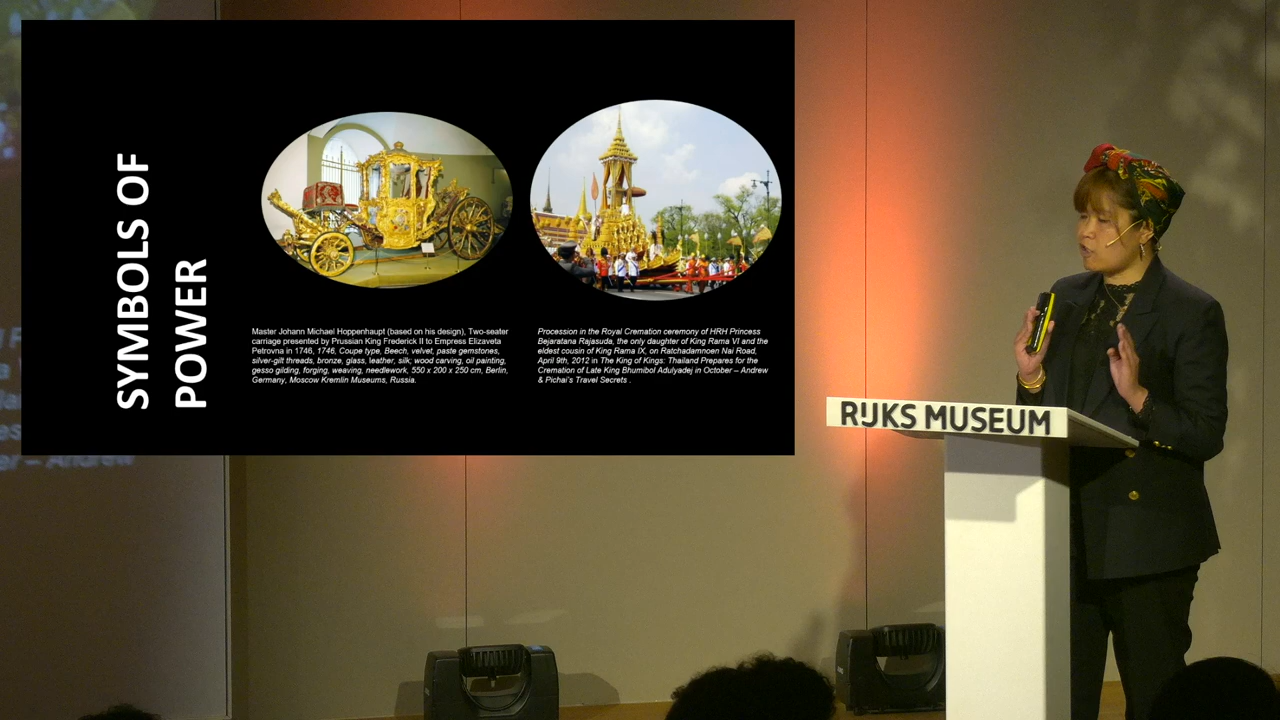 SYMBOLS OF
POWER
Master Johann Michael Hoppenhaupt (based on his design), Two-seater
carriage presented by Prussian King Frederick II to Empress Elizaveta
Petrovna in 1746, 1746, Coupe type, Beech, velvet, paste gemstones,
silver-gilt threads, bronze, glass, leather, silk; wood carving, oil painting,
gesso gilding, forging, weaving, needlework, 550 x 200 x 250 cm, Berlin,
Germany, Moscow Kremlin Museums, Russia.
Procession in the Royal Cremation ceremony of HRH Princess
Bejaratana Rajasuda, the only daughter of King Rama VI and the
eldest cousin of King Rama IX, on Ratchadamnoen Nai Road,
April 9th, 2012 in The King of Kings: Thailand Prepares for the
Cremation of Late King Bhumibol Adulyadej in October – Andrew
& Pichai's Travel Secrets .
RIJKS MUSEUM